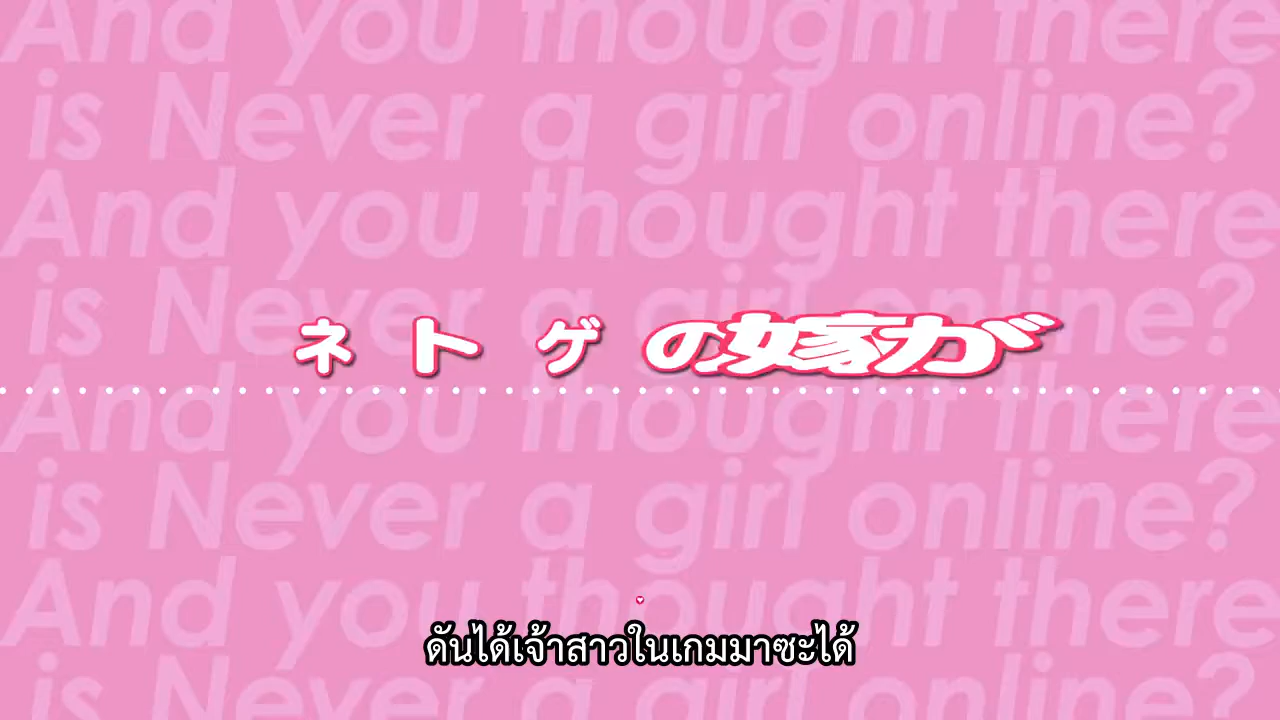 And you thought there
is Never a girl online?
And you thought there
is Never a girl online?
ネトゲの嫁が
And you thought there
is Never a girl online?
And you thought there
ดันได้เจ้าสาวในเกมมาซะได้
is Never a girl online?